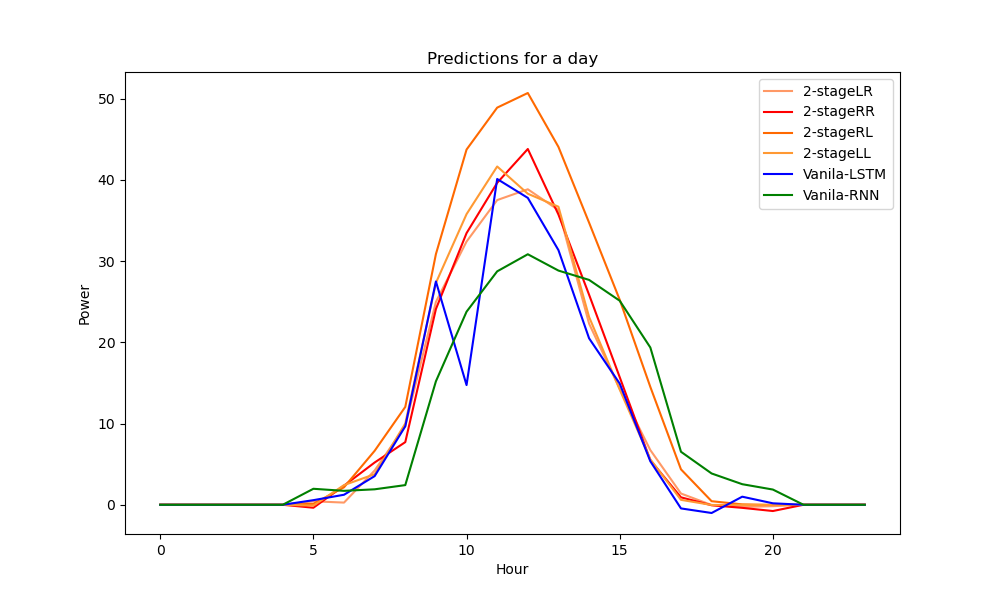 Predictions for a day
2-stageLR
2-stageRR
2-stageRL
2-stageLL
Vanila-LSTM
Vanila-RNN
Power
50
40
30
20
10
0
0 5 10 15 20
Hour